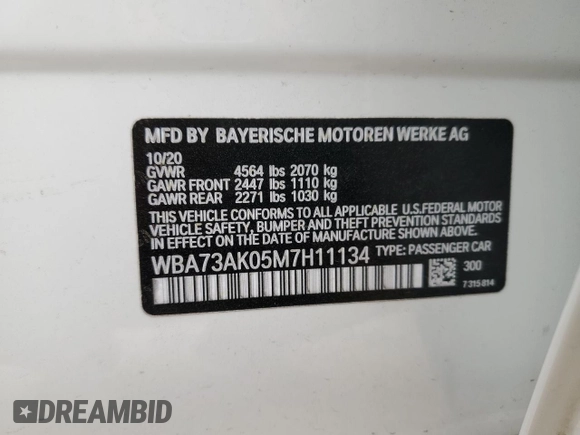 MFD BY BAYERISCHE MOTOREN WERKE AG
10/20
GVWR 4564 lbs 2070 kg
GAWR FRONT 2447 lbs 1110 kg
GAWR REAR 2271 lbs 1030 kg
THIS VEHICLE CONFORMS TO ALL APPLICABLE U.S.FEDERAL MOTOR
VEHICLE SAFETY, BUMPER, AND THEFT PREVENTION STANDARDS
IN EFFECT ON THE DATE OF MANUFACTURE SHOWN ABOVE.
WBA73AK05M7H11134 TYPE: PASSENGER CAR
300
7 315 814
DREAMBID